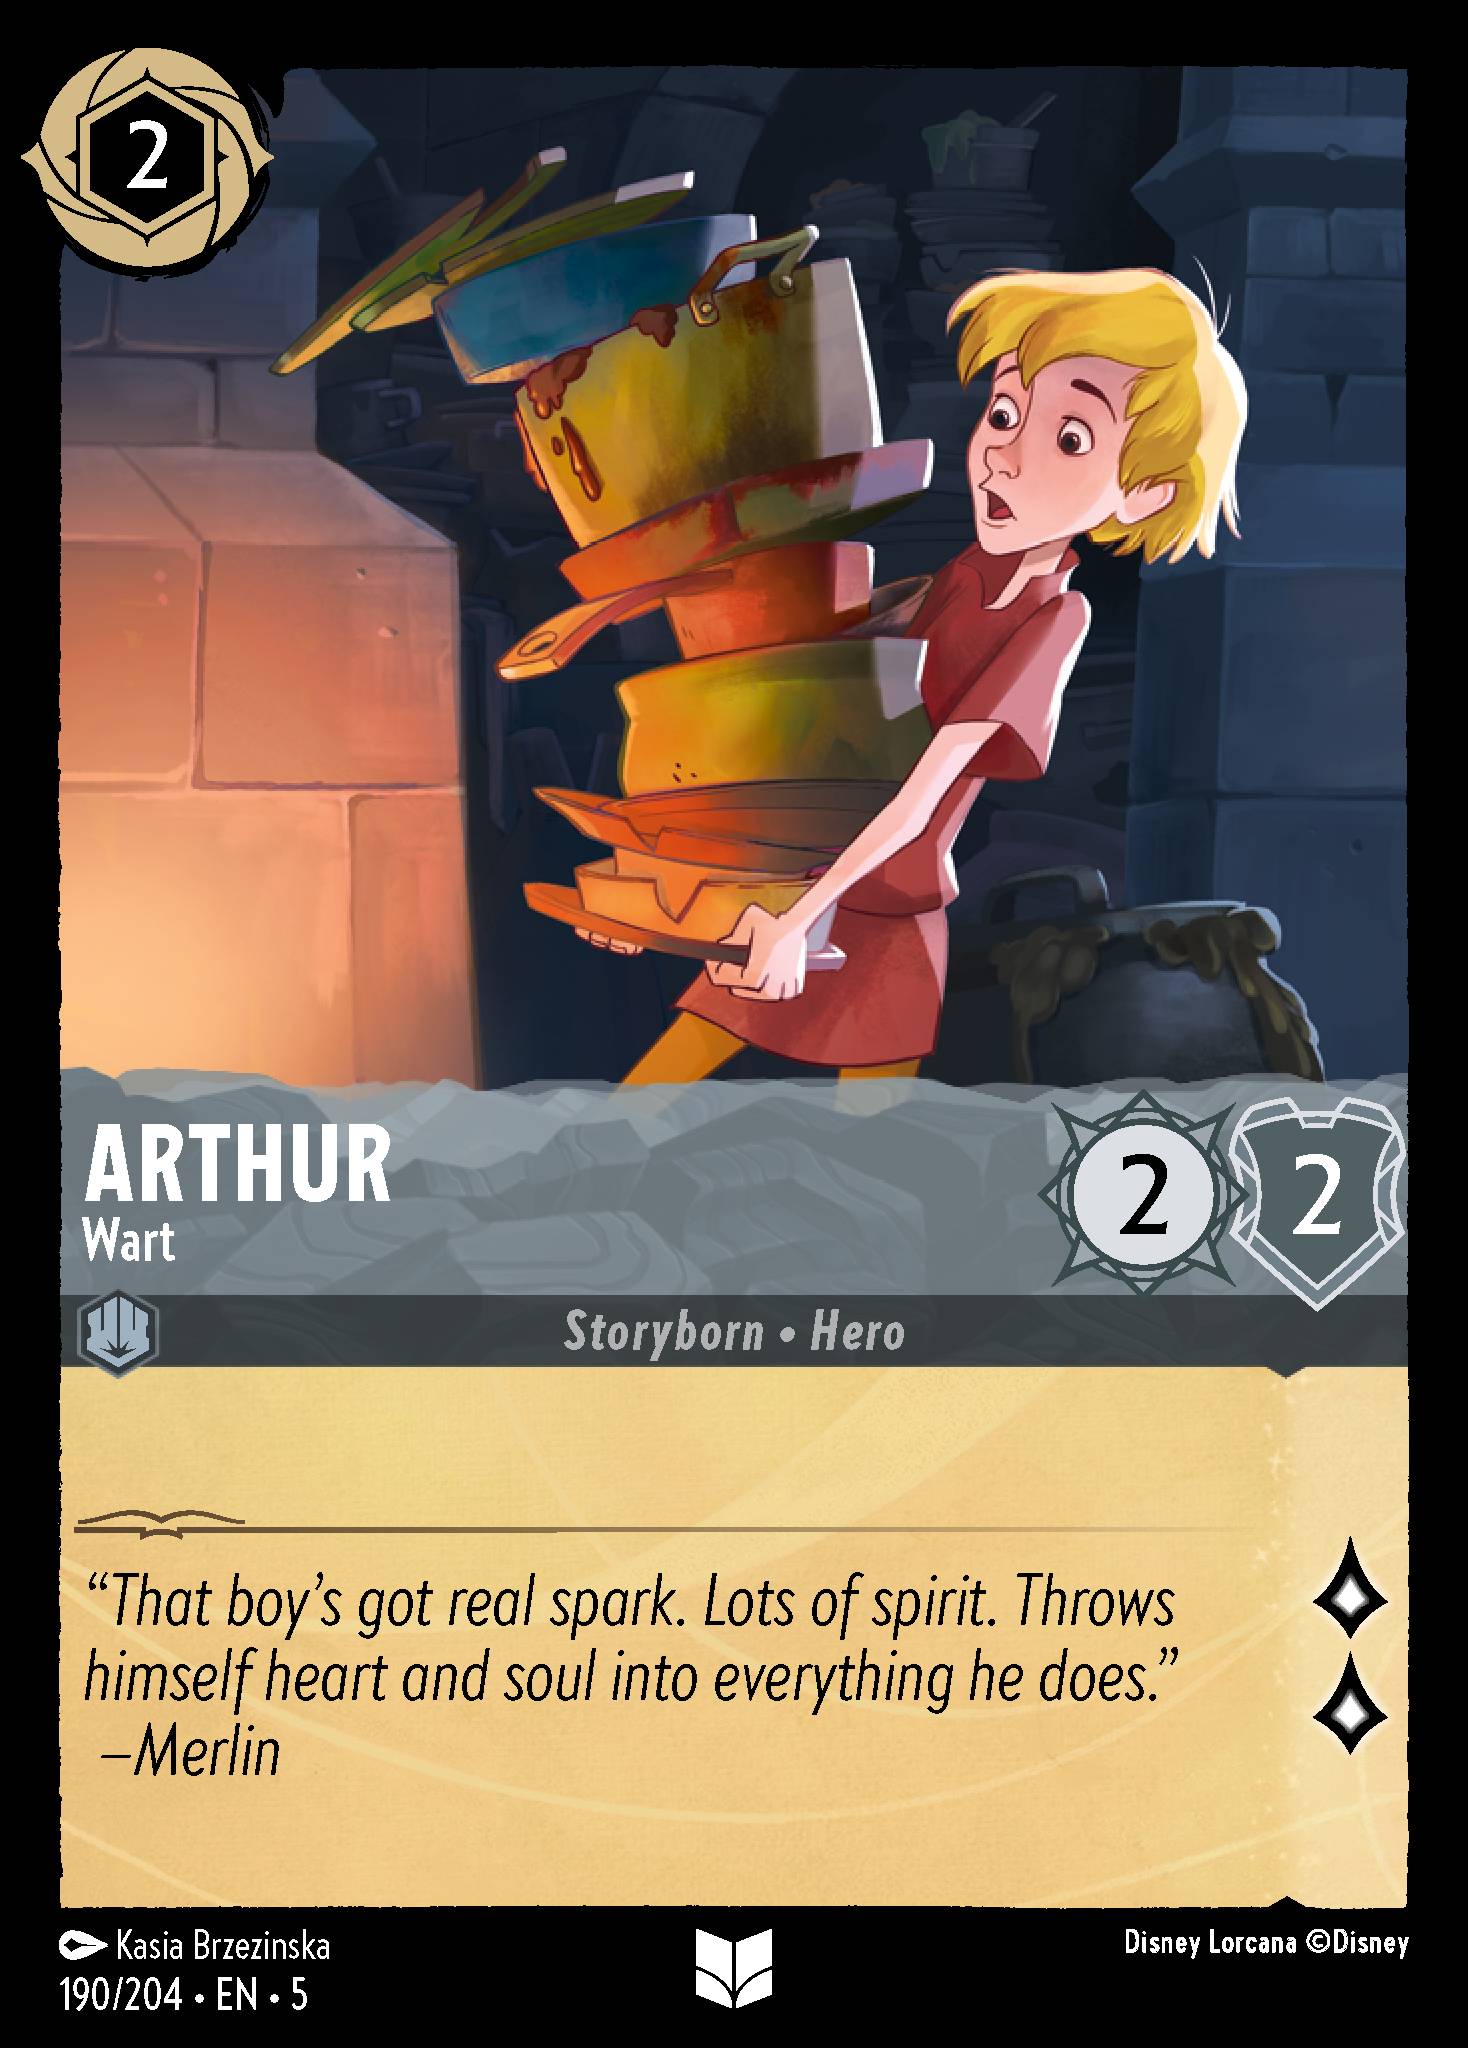 2
ARTHUR
Wart
2 2
Storyborn • Hero
“That boy’s got real spark. Lots of spirit. Throws
himself heart and soul into everything he does.”
–Merlin
Kasia Brzezinska
Disney Lorcana ©Disney
190/204 • EN • 5